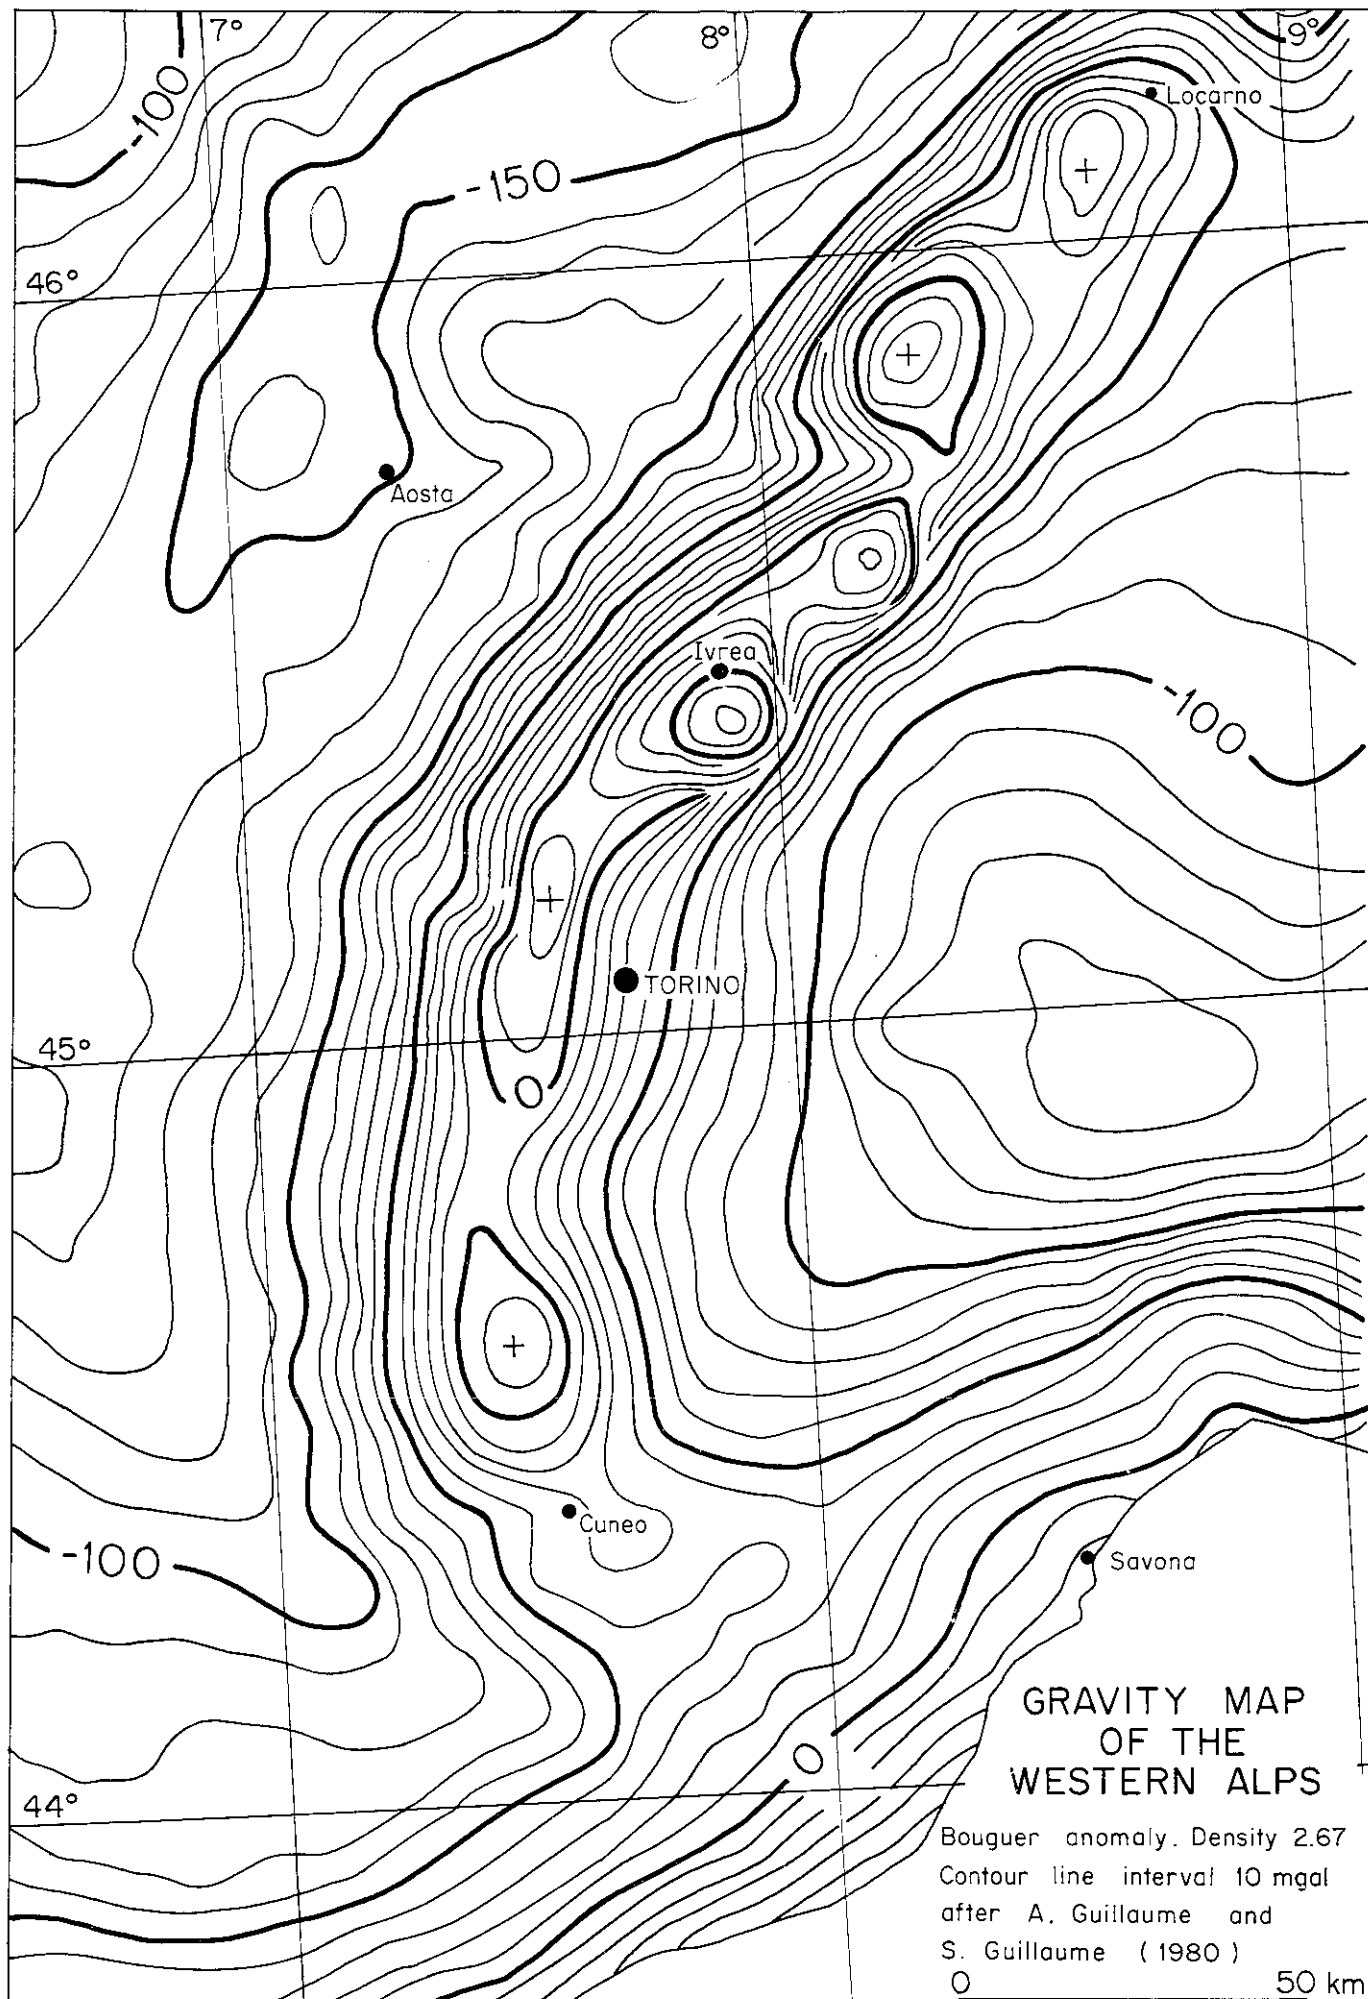 7°
8°
9°
-100
Locarno
-150
46°
Aosta
Ivrea
-100
TORINO
45°
0
Cuneo
-100
Savona
0
GRAVITY MAP
OF THE
WESTERN ALPS
44°
Bouguer anomaly. Density 2.67
Contour line interval 10 mgal
after A. Guillaume and
S. Guillaume (1980)
0 50 km